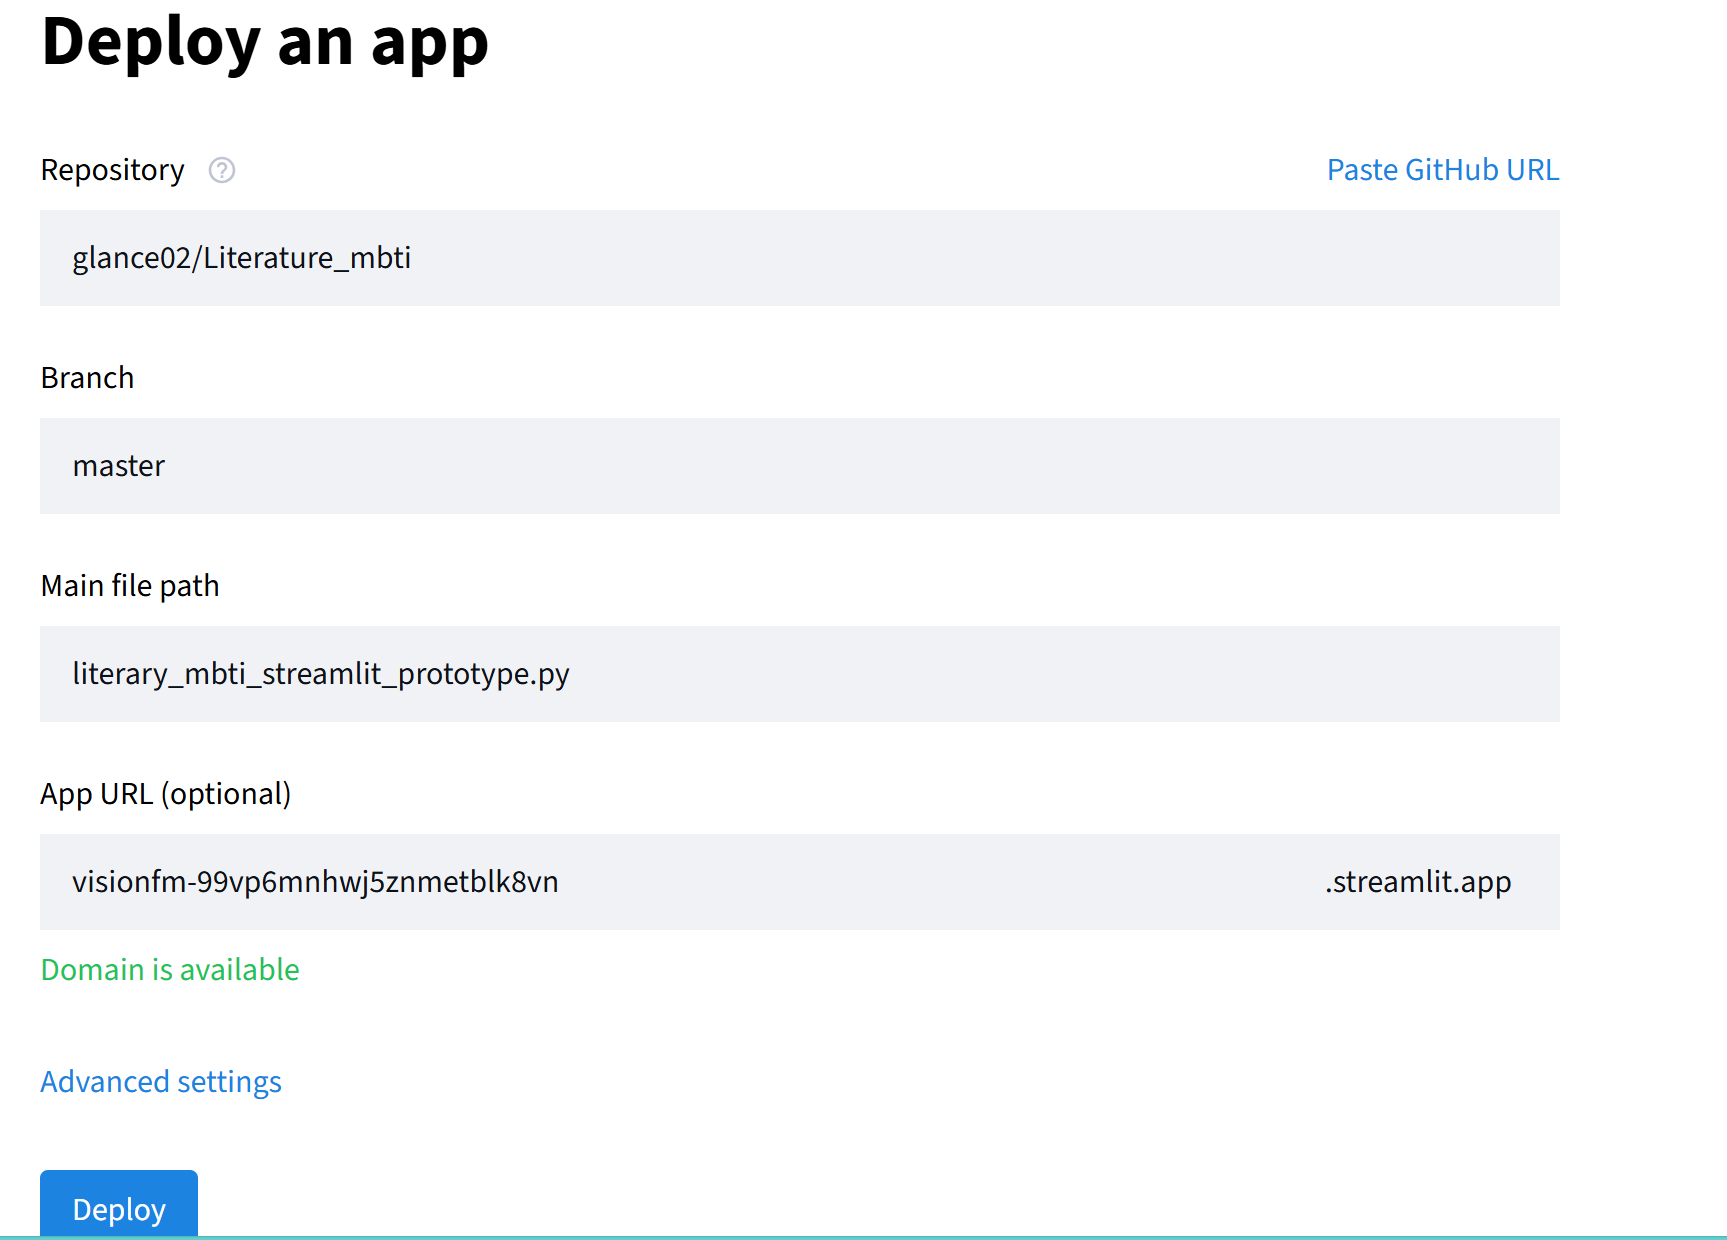 Deploy an app
Repository ? Paste GitHub URL
glance02/Literature_mbti
Branch
master
Main file path
literary_mbti_streamlit_prototype.py
App URL (optional)
visionfm-99vp6mnhwj5znmetblk8vn .streamlit.app
Domain is available
Advanced settings
Deploy